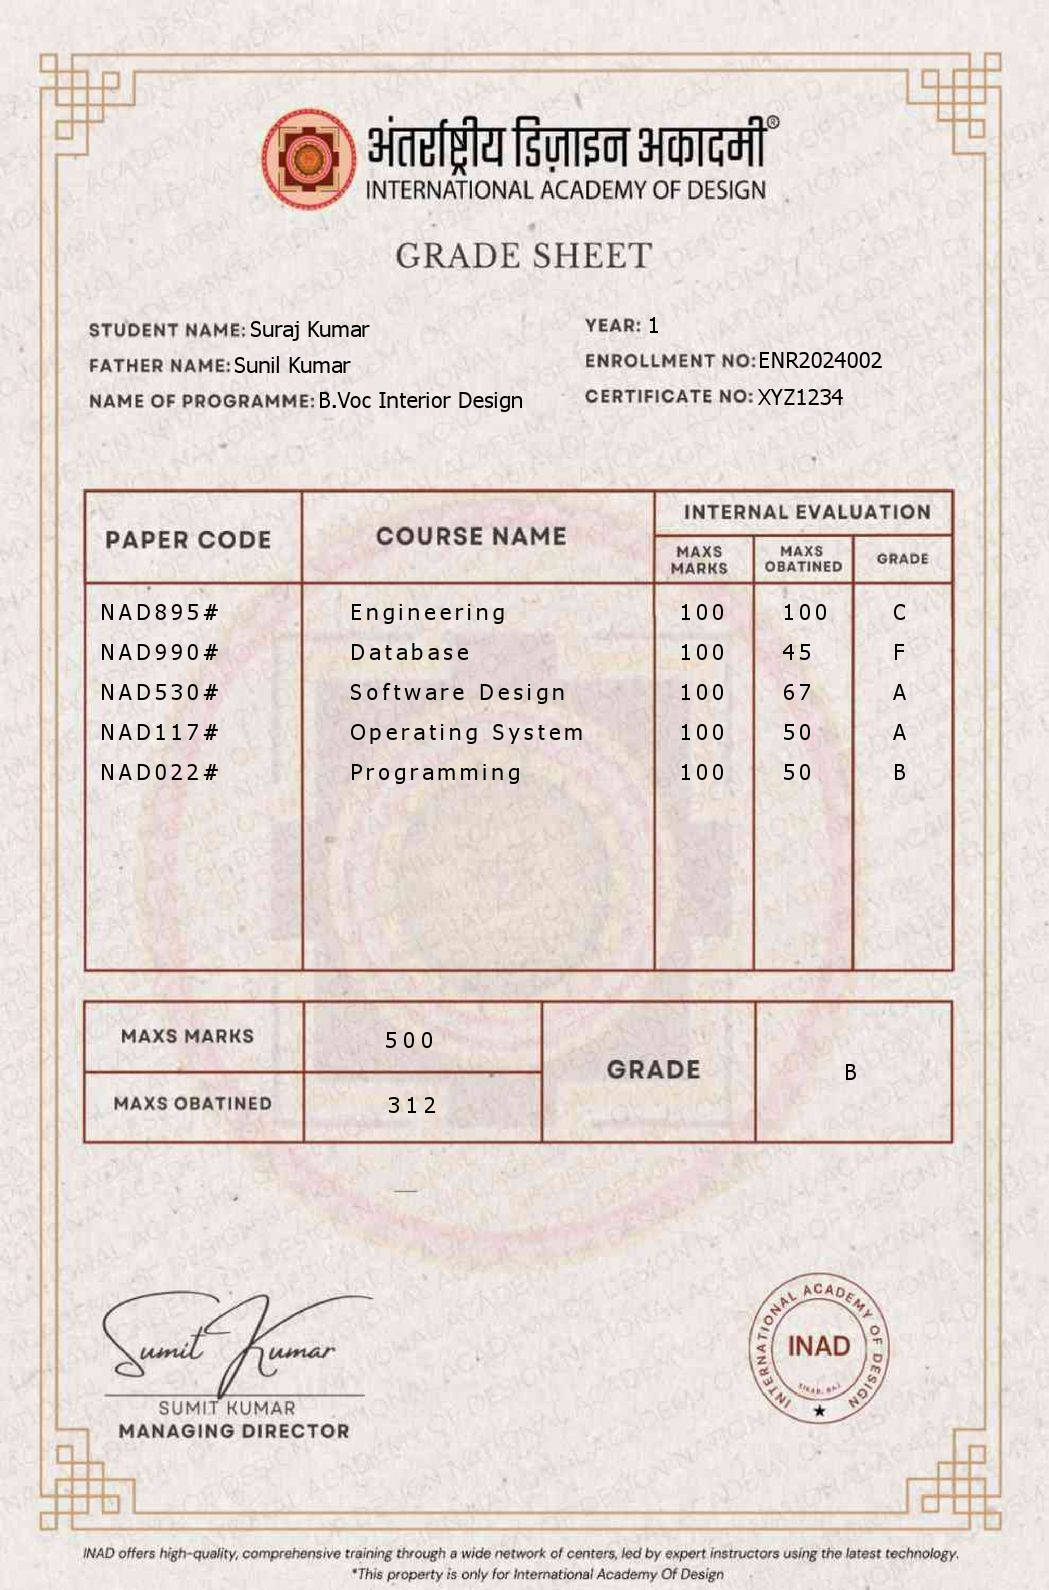 अंतर्राष्ट्रीय डिज़ाइन अकादमी®
INTERNATIONAL ACADEMY OF DESIGN
GRADE SHEET
STUDENT NAME: Suraj Kumar
YEAR: 1
FATHER NAME: Sunil Kumar
ENROLLMENT NO: ENR2024002
NAME OF PROGRAMME: B.Voc Interior Design
CERTIFICATE NO: XYZ1234
PAPER CODE COURSE NAME INTERNAL EVALUATION
MAXS MARKS MAXS OBATINED GRADE
NAD895# Engineering 100 100 C
NAD990# Database 100 45 F
NAD530# Software Design 100 67 A
NAD117# Operating System 100 50 A
NAD022# Programming 100 50 B
MAXS MARKS 500
GRADE B
MAXS OBATINED 312
Sumit Kumar
SUMIT KUMAR
MANAGING DIRECTOR
INTERNATIONAL ACADEMY OF DESIGN
INAD
INAD offers high-quality, comprehensive training through a wide network of centers, led by expert instructors using the latest technology.
*This property is only for International Academy Of Design